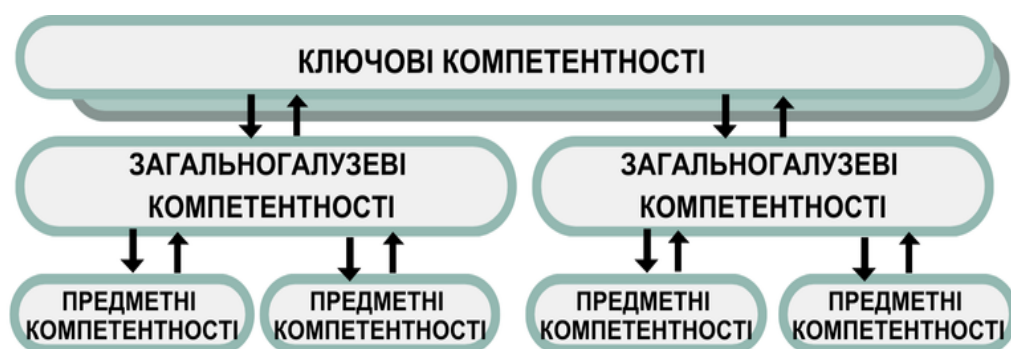 КЛЮЧОВІ КОМПЕТЕНТНОСТІ
ЗАГАЛЬНОГАЛУЗЕВІ
КОМПЕТЕНТНОСТІ
ЗАГАЛЬНОГАЛУЗЕВІ
КОМПЕТЕНТНОСТІ
ПРЕДМЕТНІ
КОМПЕТЕНТНОСТІ
ПРЕДМЕТНІ
КОМПЕТЕНТНОСТІ
ПРЕДМЕТНІ
КОМПЕТЕНТНОСТІ
ПРЕДМЕТНІ
КОМПЕТЕНТНОСТІ